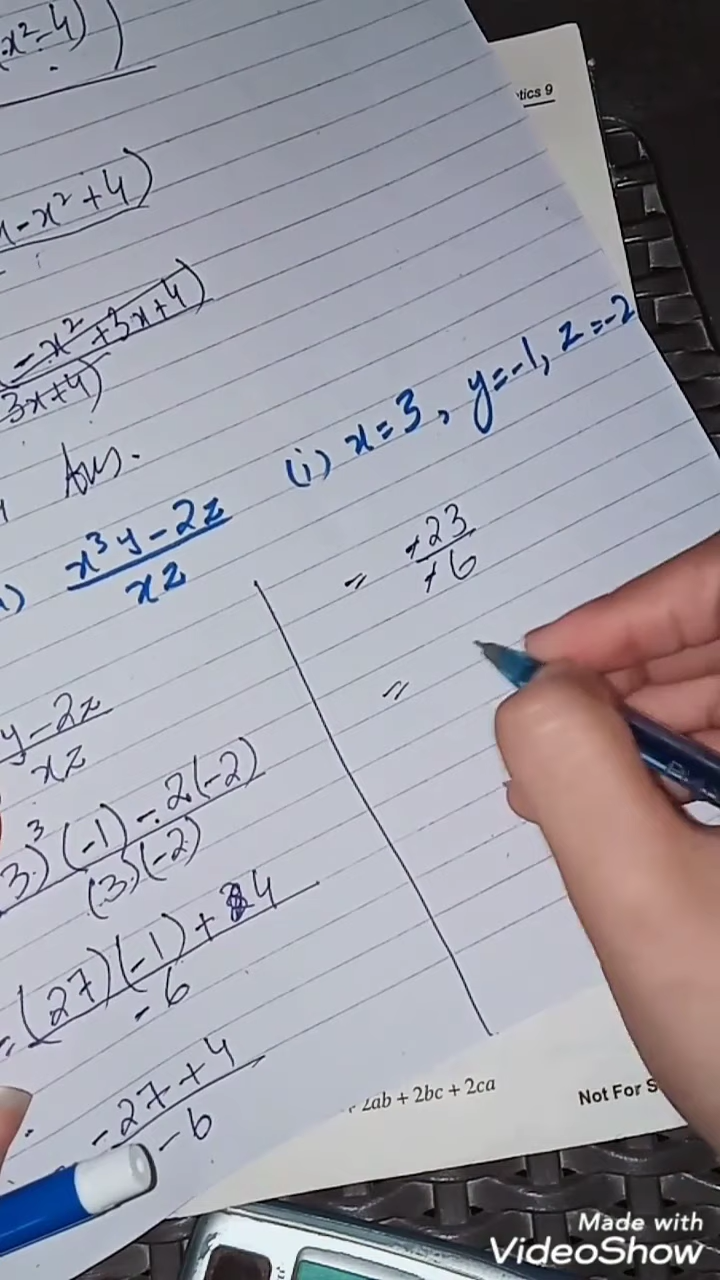 x² - 4)
tics 9
- x² + 4)
- x² + 3x + 4)
3x + 4)
Ans.
(i) x = 3, y = -1, z = -2
x³y - 2z
xz
= -23
-6
y - 2z
xz
=
3)³(-1) - 2(-2)
(3)(-2)
= (27)(-1) + 4
- 6
-27 + 4
-6
2ab + 2bc + 2ca
Not For S
Made with
VideoShow